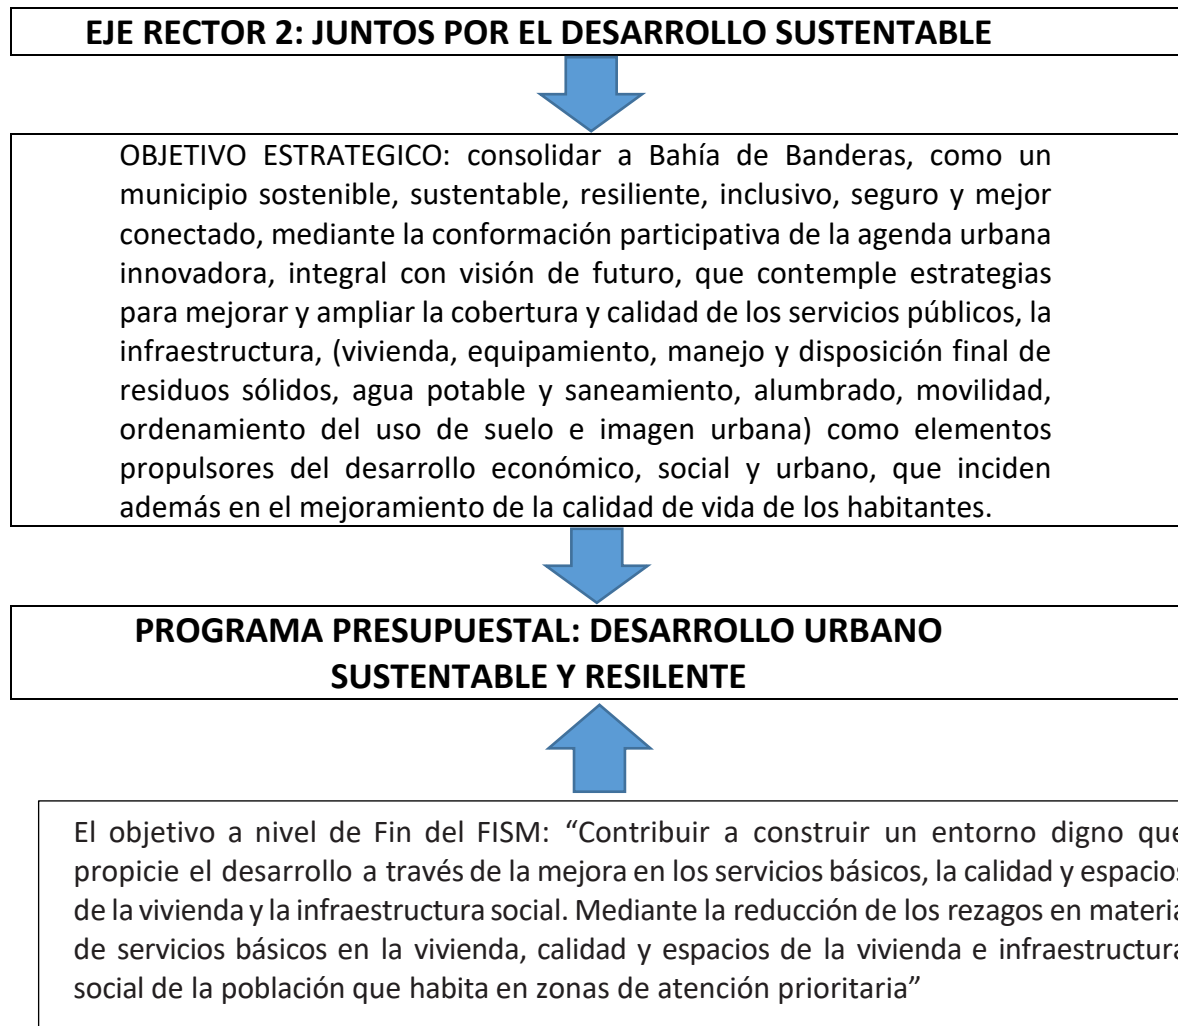 EJE RECTOR 2: JUNTOS POR EL DESARROLLO SUSTENTABLE
OBJETIVO ESTRATEGICO: consolidar a Bahía de Banderas, como un
municipio sostenible, sustentable, resiliente, inclusivo, seguro y mejor
conectado, mediante la conformación participativa de la agenda urbana
innovadora, integral con visión de futuro, que contemple estrategias
para mejorar y ampliar la cobertura y calidad de los servicios públicos, la
infraestructura, (vivienda, equipamiento, manejo y disposición final de
residuos sólidos, agua potable y saneamiento, alumbrado, movilidad,
ordenamiento del uso de suelo e imagen urbana) como elementos
propulsores del desarrollo económico, social y urbano, que inciden
además en el mejoramiento de la calidad de vida de los habitantes.
PROGRAMA PRESUPUESTAL: DESARROLLO URBANO
SUSTENTABLE Y RESILENTE
El objetivo a nivel de Fin del FISM: “Contribuir a construir un entorno digno que
propicie el desarrollo a través de la mejora en los servicios básicos, la calidad y espacios
de la vivienda y la infraestructura social. Mediante la reducción de los rezagos en materia
de servicios básicos en la vivienda, calidad y espacios de la vivienda e infraestructura
social de la población que habita en zonas de atención prioritaria”